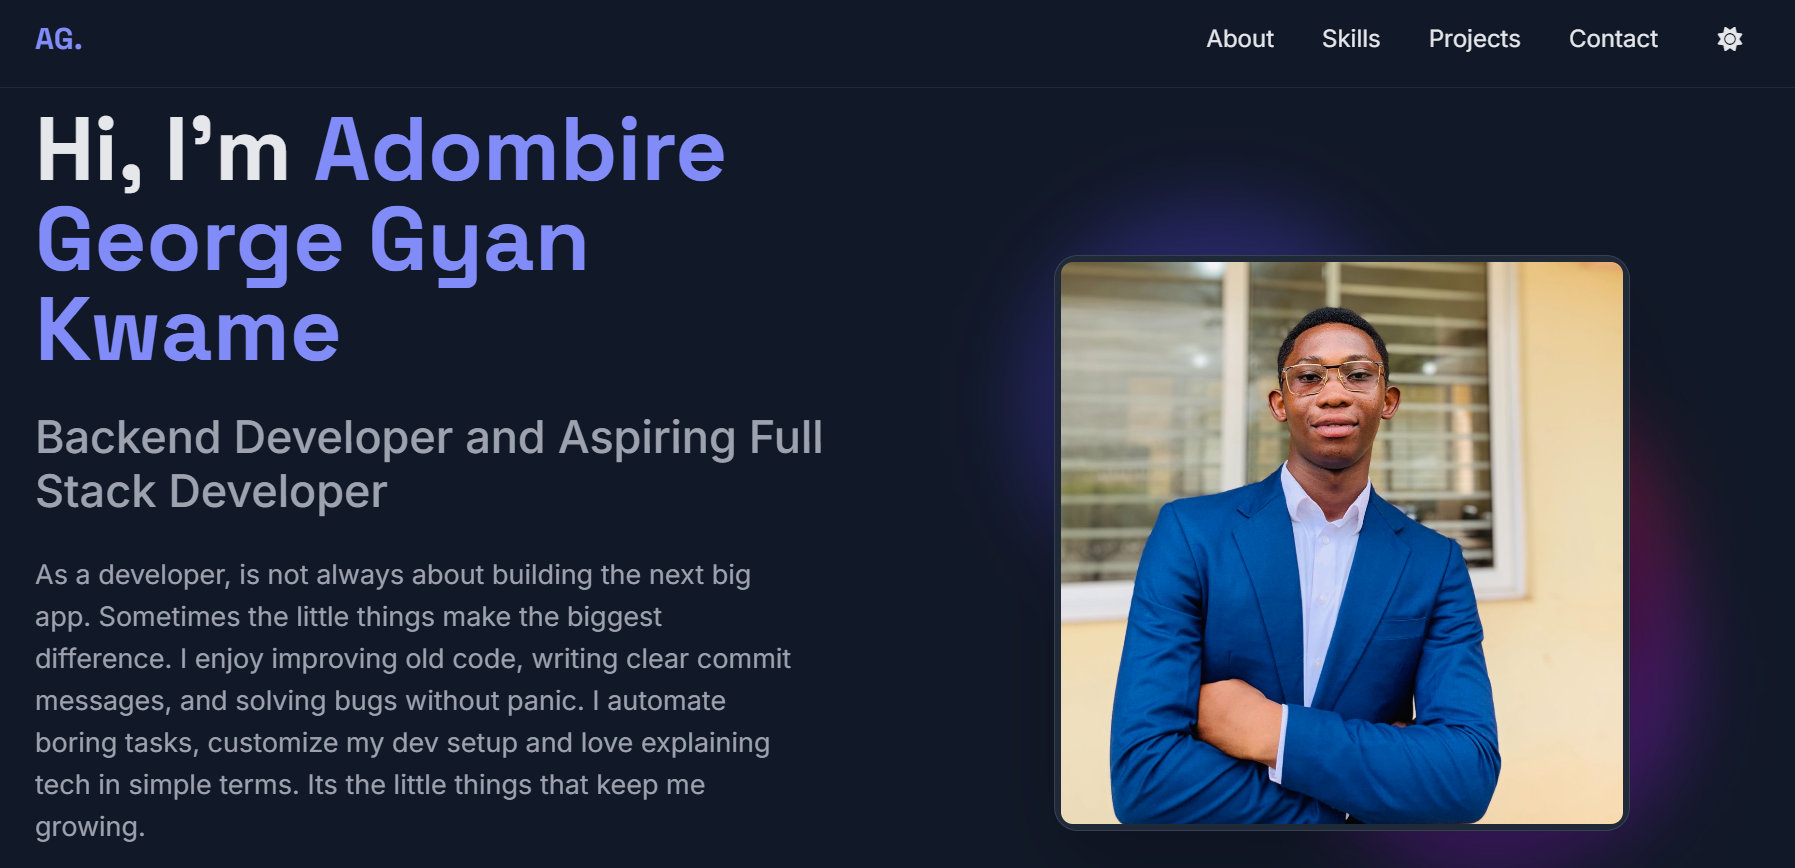 AG.
About Skills Projects Contact
Hi, I’m Adombire
George Gyan
Kwame
Backend Developer and Aspiring Full
Stack Developer
As a developer, is not always about building the next big
app. Sometimes the little things make the biggest
difference. I enjoy improving old code, writing clear commit
messages, and solving bugs without panic. I automate
boring tasks, customize my dev setup and love explaining
tech in simple terms. Its the little things that keep me
growing.